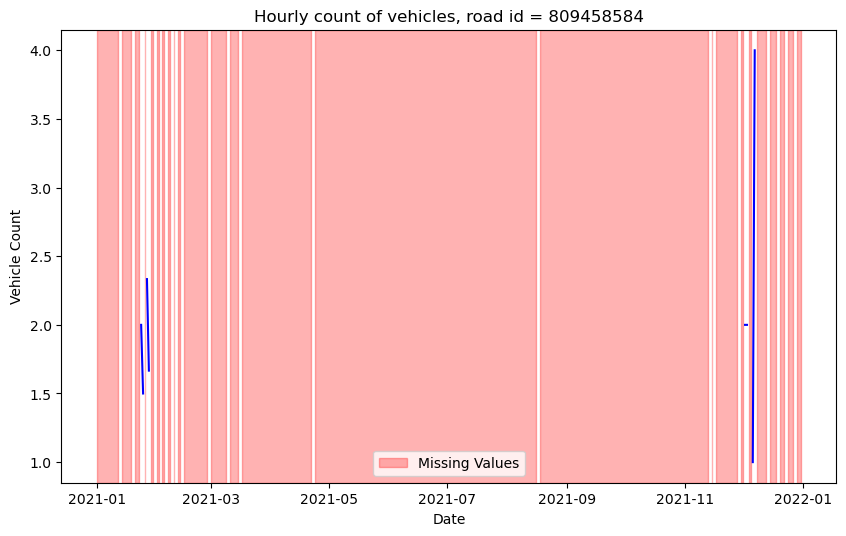 Hourly count of vehicles, road id = 809458584
4.0
3.5
3.0
2.5
2.0
1.5
1.0
Vehicle Count
Missing Values
2021-01 2021-03 2021-05 2021-07 2021-09 2021-11 2022-01
Date